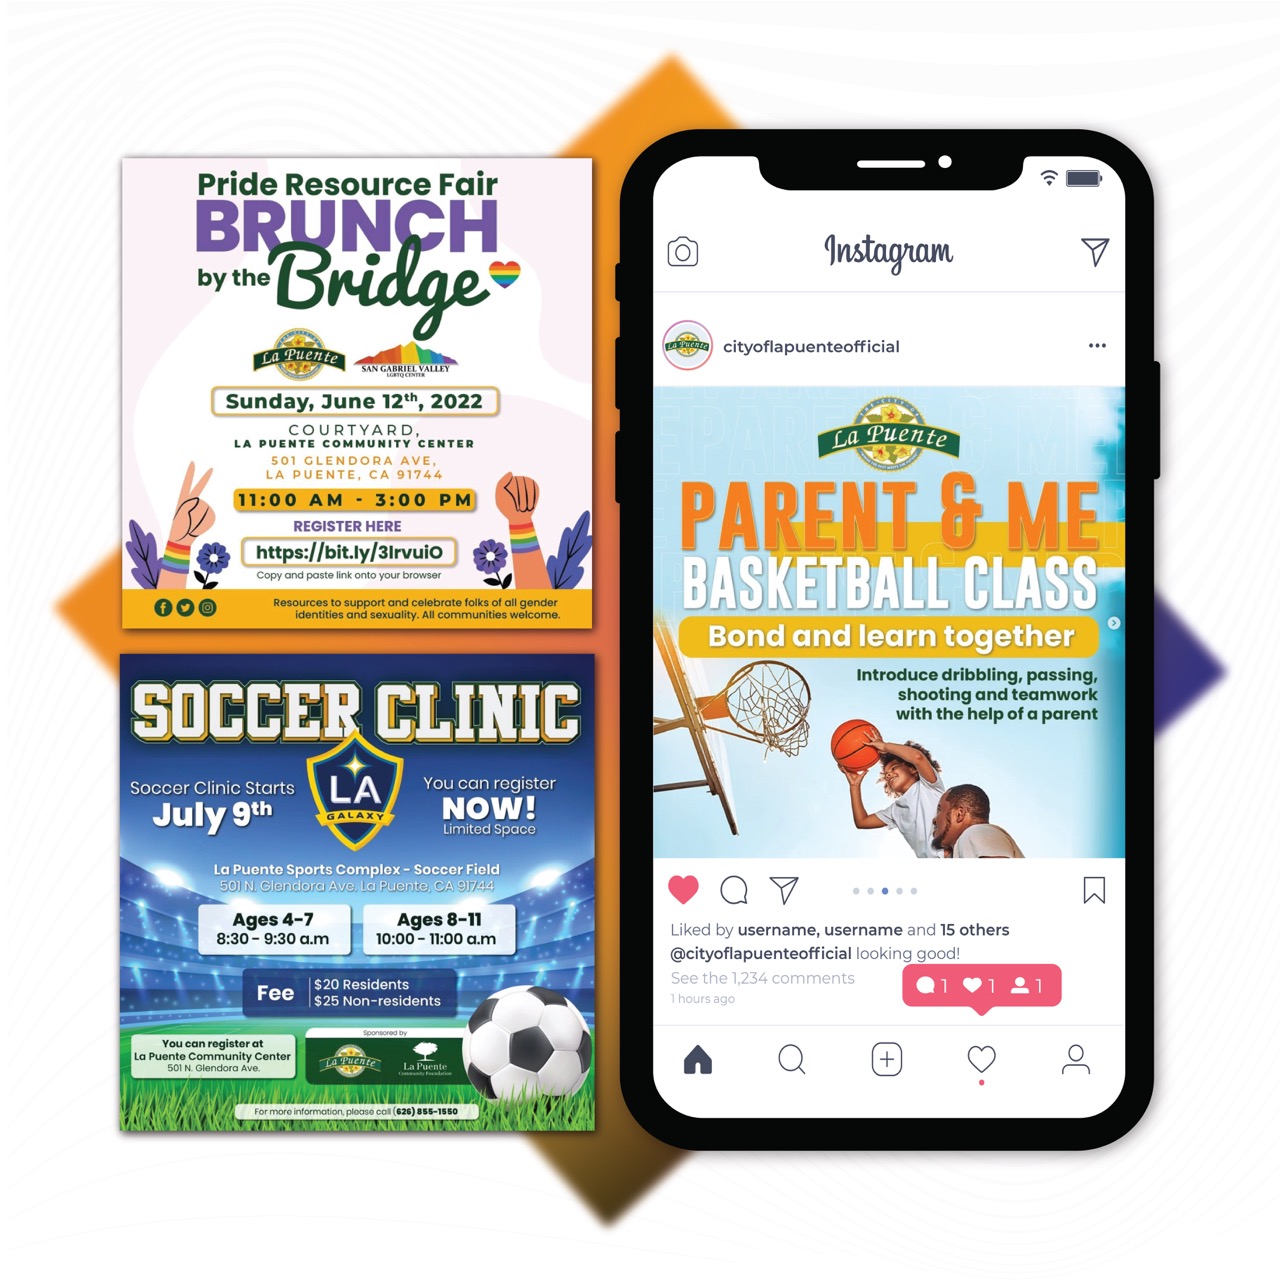 Pride Resource Fair
BRUNCH
by the Bridge
La Puente
SAN GABRIEL VALLEY
LGBTQ CENTER
Sunday, June 12th, 2022
COURTYARD,
LA PUENTE COMMUNITY CENTER
501 GLENDORA AVE,
LA PUENTE, CA 91744
11:00 AM - 3:00 PM
REGISTER HERE
https://bit.ly/3IrvuiO
Copy and paste link onto your browser
Resources to support and celebrate folks of all gender
identities and sexuality. All communities welcome.
SOCCER CLINIC
Soccer Clinic Starts
July 9th
LA
GALAXY
You can register
NOW!
Limited Space
La Puente Sports Complex - Soccer Field
501 N. Glendora Ave. La Puente, CA 91744
Ages 4-7
8:30 - 9:30 a.m
Ages 8-11
10:00 - 11:00 a.m
Fee
$20 Residents
$25 Non-residents
You can register at
La Puente Community Center
501 N. Glendora Ave.
Sponsored by
La Puente
La Puente
Community Foundation
For more information, please call (626) 855-1550
Instagram
La Puente
cityoflapuenteofficial
PARENT & ME
La Puente
PARENT & ME
BASKETBALL CLASS
Bond and learn together
Introduce dribbling, passing,
shooting and teamwork
with the help of a parent
Liked by username, username and 15 others
@cityoflapuenteofficial looking good!
See the 1,234 comments
1 hours ago
1 1 1